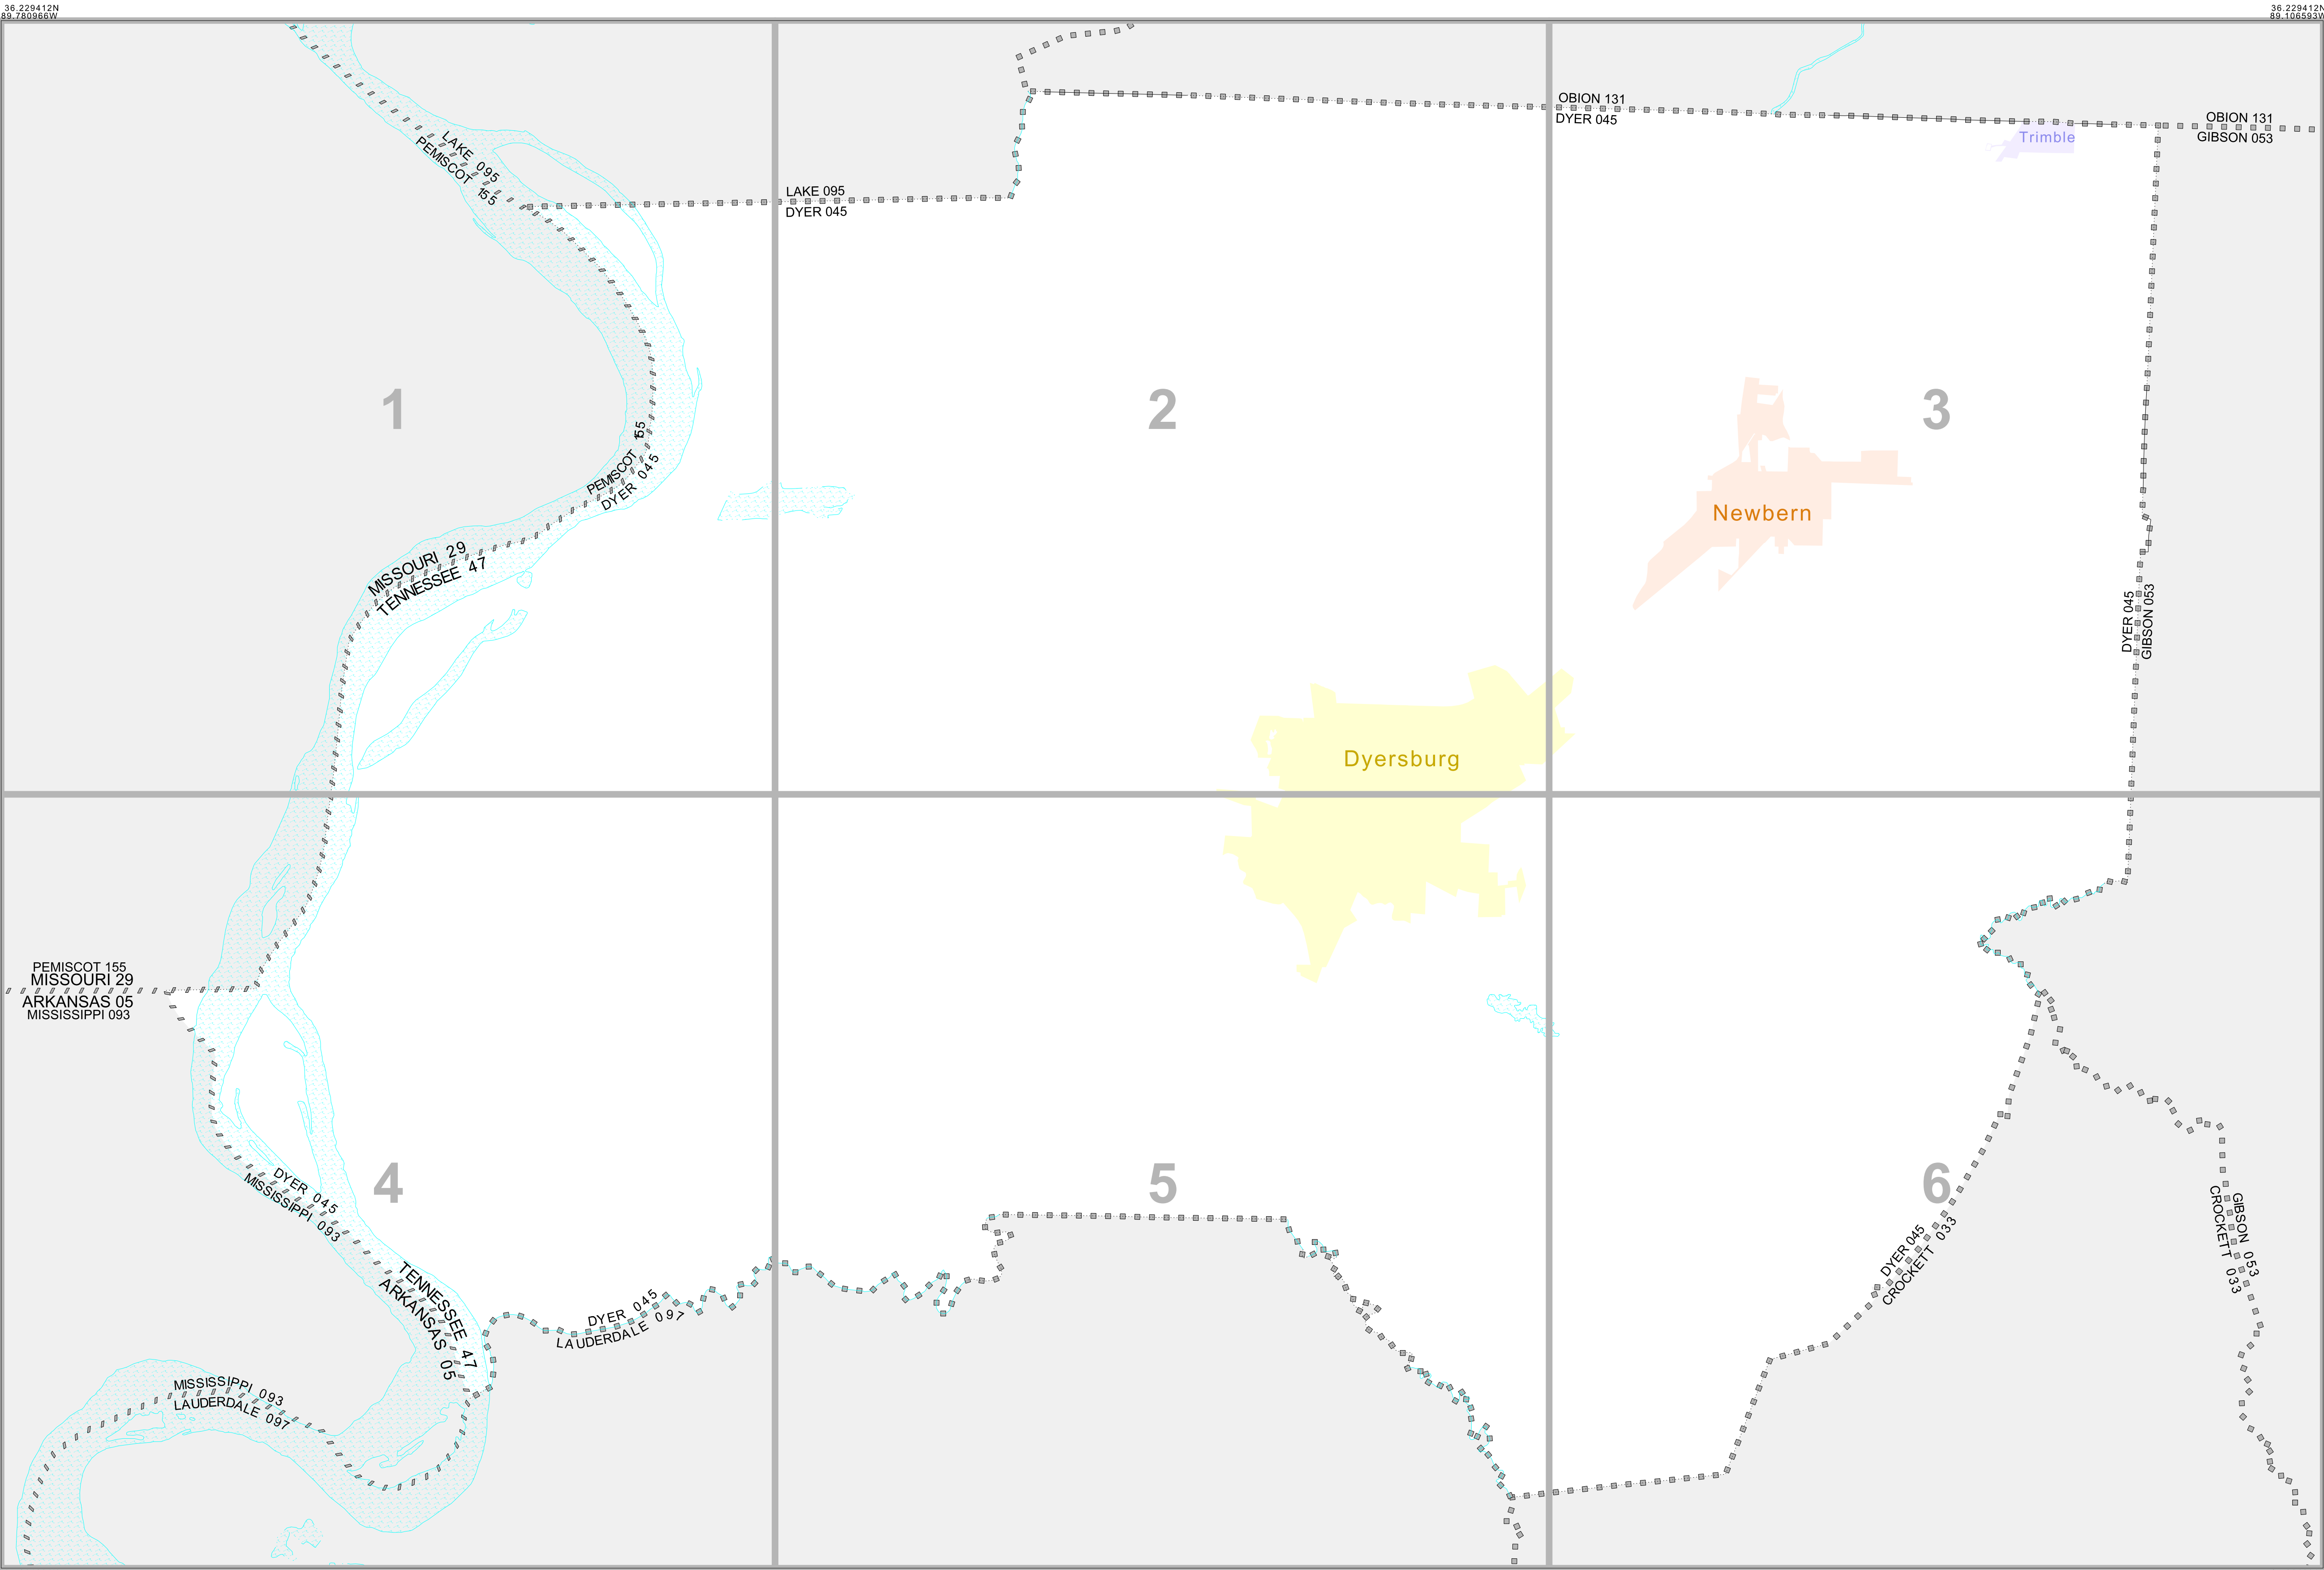 36.229412N
89.780966W
36.229412N
89.106593W
OBION 131
DYER 045
OBION 131
GIBSON 053
Trimble
LAKE 095
PEMISCOT 155
LAKE 095
DYER 045
1
2
3
PEMISCOT 155
DYER 045
Newbern
MISSOURI 29
TENNESSEE 47
DYER 045
GIBSON 053
Dyersburg
PEMISCOT 155
MISSOURI 29
ARKANSAS 05
MISSISSIPPI 093
4
5
6
DYER 045
MISSISSIPPI 093
GIBSON 053
CROCKETT 033
DYER 045
CROCKETT 033
TENNESSEE 47
ARKANSAS 05
DYER 045
LAUDERDALE 097
MISSISSIPPI 093
LAUDERDALE 097